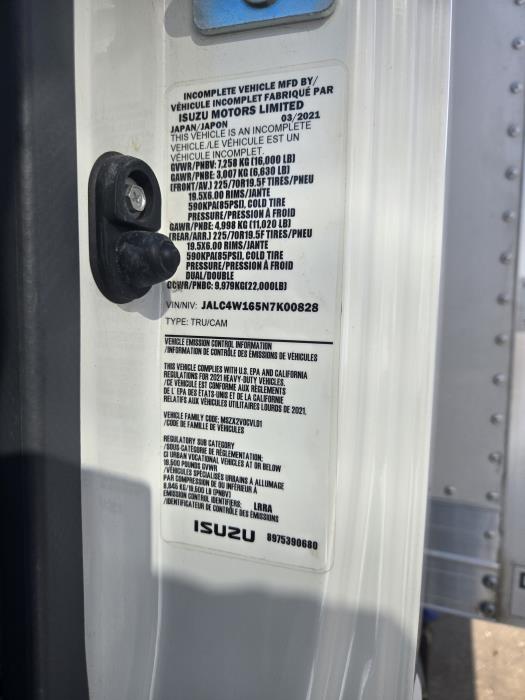 INCOMPLETE VEHICLE MFD BY/
VÉHICULE INCOMPLET FABRIQUÉ PAR
ISUZU MOTORS LIMITED
JAPAN/JAPON 03/2021
THIS VEHICLE IS AN INCOMPLETE
VEHICLE./LE VÉHICULE EST UN
VÉHICULE INCOMPLET.
GVWR/PNBV: 7,258 KG (16,000 LB)
GAWR/PNBE: 3,007 KG (6,630 LB)
(FRONT/AV.) 225/70R19.5F TIRES/PNEU
19.5X6.00 RIMS/JANTE
590KPA(85PSI), COLD TIRE
PRESSURE/PRESSION À FROID
GAWR/PNBE: 4,998 KG (11,020 LB)
(REAR/ARR.) 225/70R19.5F TIRES/PNEU
19.5X6.00 RIMS/JANTE
590KPA(85PSI), COLD TIRE
PRESSURE/PRESSION À FROID
DUAL/DOUBLE
GCWR/PNBC: 9,979KG(22,000LB)
VIN/NIV: JALC4W165N7K00828
TYPE: TRU/CAM
VEHICLE EMISSION CONTROL INFORMATION
/INFORMATION DE CONTRÔLE DES ÉMISSIONS DE VÉHICULES
THIS VEHICLE COMPLIES WITH U.S. EPA AND CALIFORNIA
REGULATIONS FOR 2021 HEAVY-DUTY VEHICLES.
/CE VÉHICULE EST CONFORME AUX RÈGLEMENTS
DE L' EPA DES ÉTATS-UNIS ET DE LA CALIFORNIE
RELATIFS AUX VÉHICULES UTILITAIRES LOURDS DE 2021.
VEHICLE FAMILY CODE: MSZX2VOCVLD1
/CODE DE FAMILLE DE VÉHICULES
REGULATORY SUB CATEGORY
/SOUS-CATÉGORIE DE RÉGLEMENTATION:
CI URBAN VOCATIONAL VEHICLES AT OR BELOW
19,500 POUNDS GVWR
/VÉHICULES SPÉCIALISÉS URBAINS À ALLUMAGE
PAR COMPRESSION DE OU INFÉRIEUR À
8,845 KG/19,500 LB (PNBV)
EMISSION CONTROL IDENTIFIERS: LRRA
/IDENTIFICATEUR DE CONTRÔLE DES ÉMISSIONS
ISUZU 8975390680